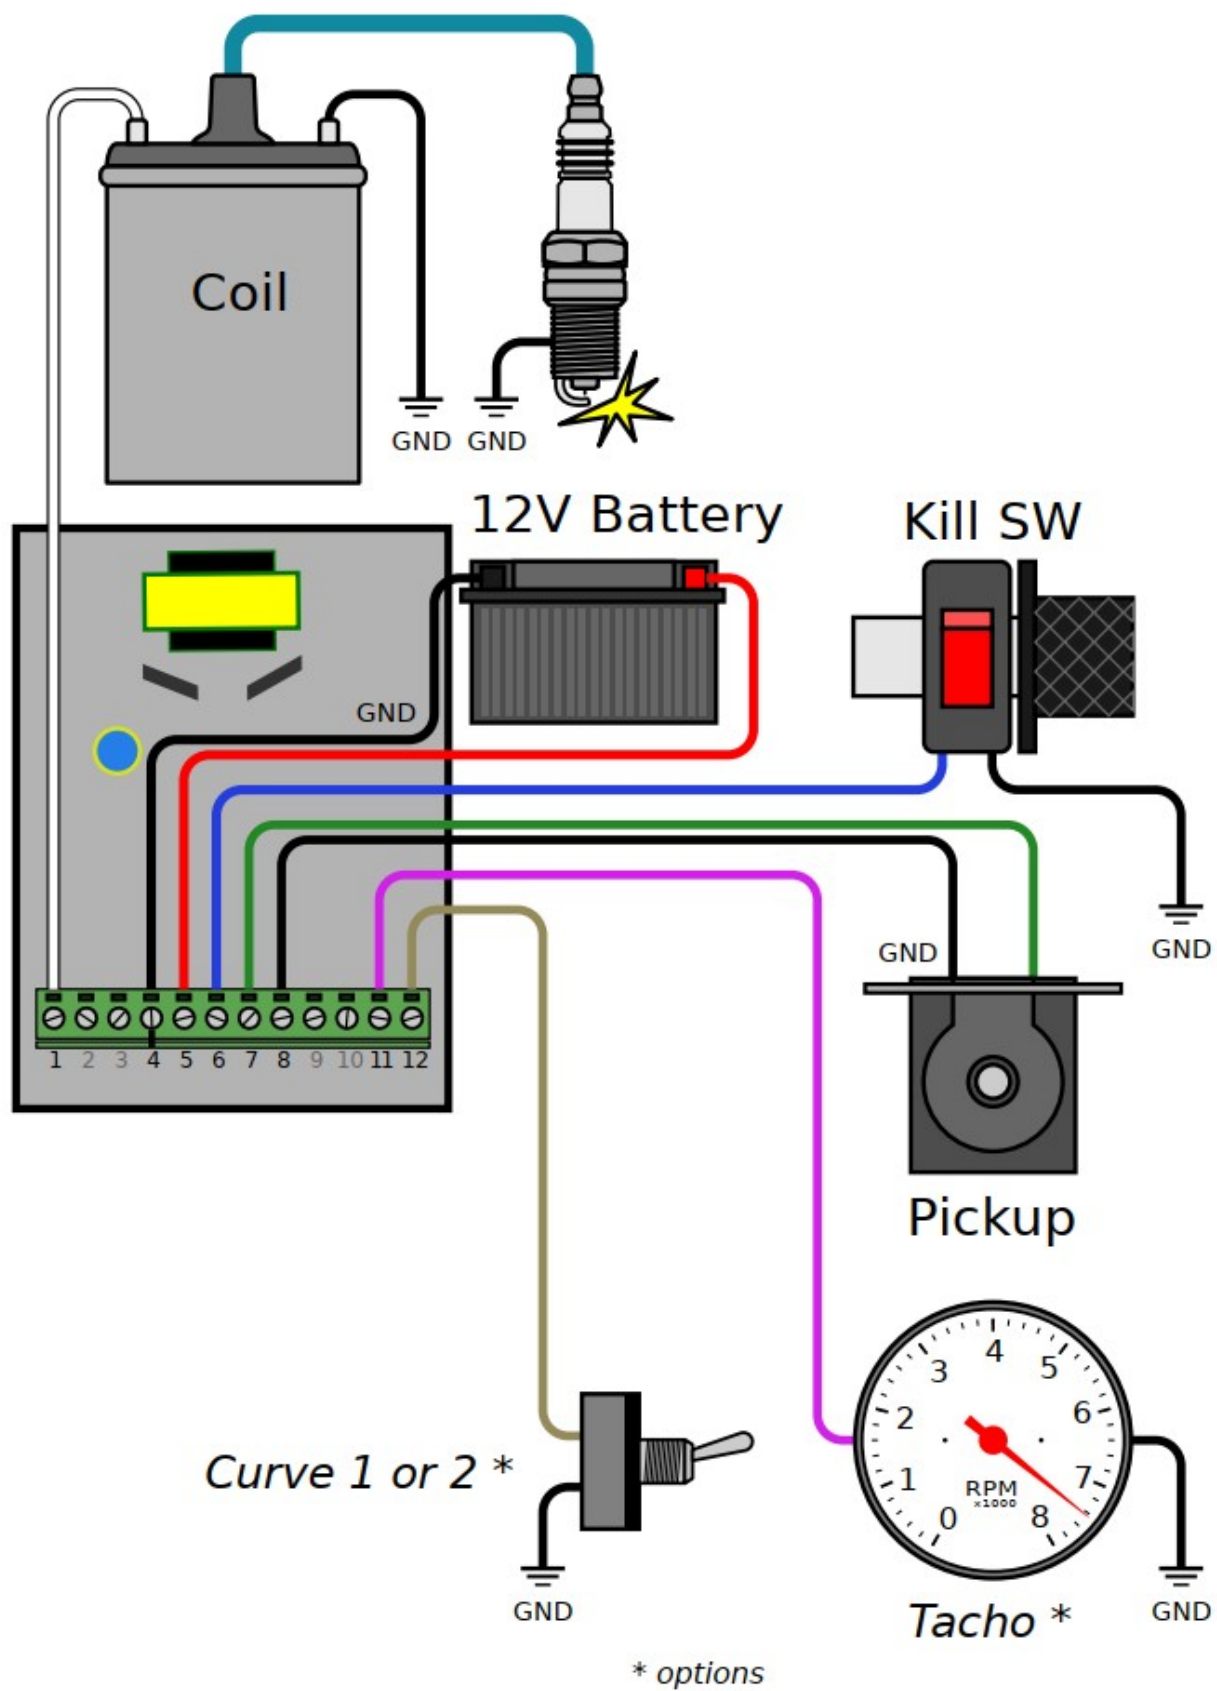 Coil
GND GND
12V Battery
Kill SW
GND
GND
GND
1 2 3 4 5 6 7 8 9 10 11 12
Pickup
4
3 5
2 6
1 7
RPM
x1000
0 8
Curve 1 or 2 *
GND
GND
Tacho *
* options